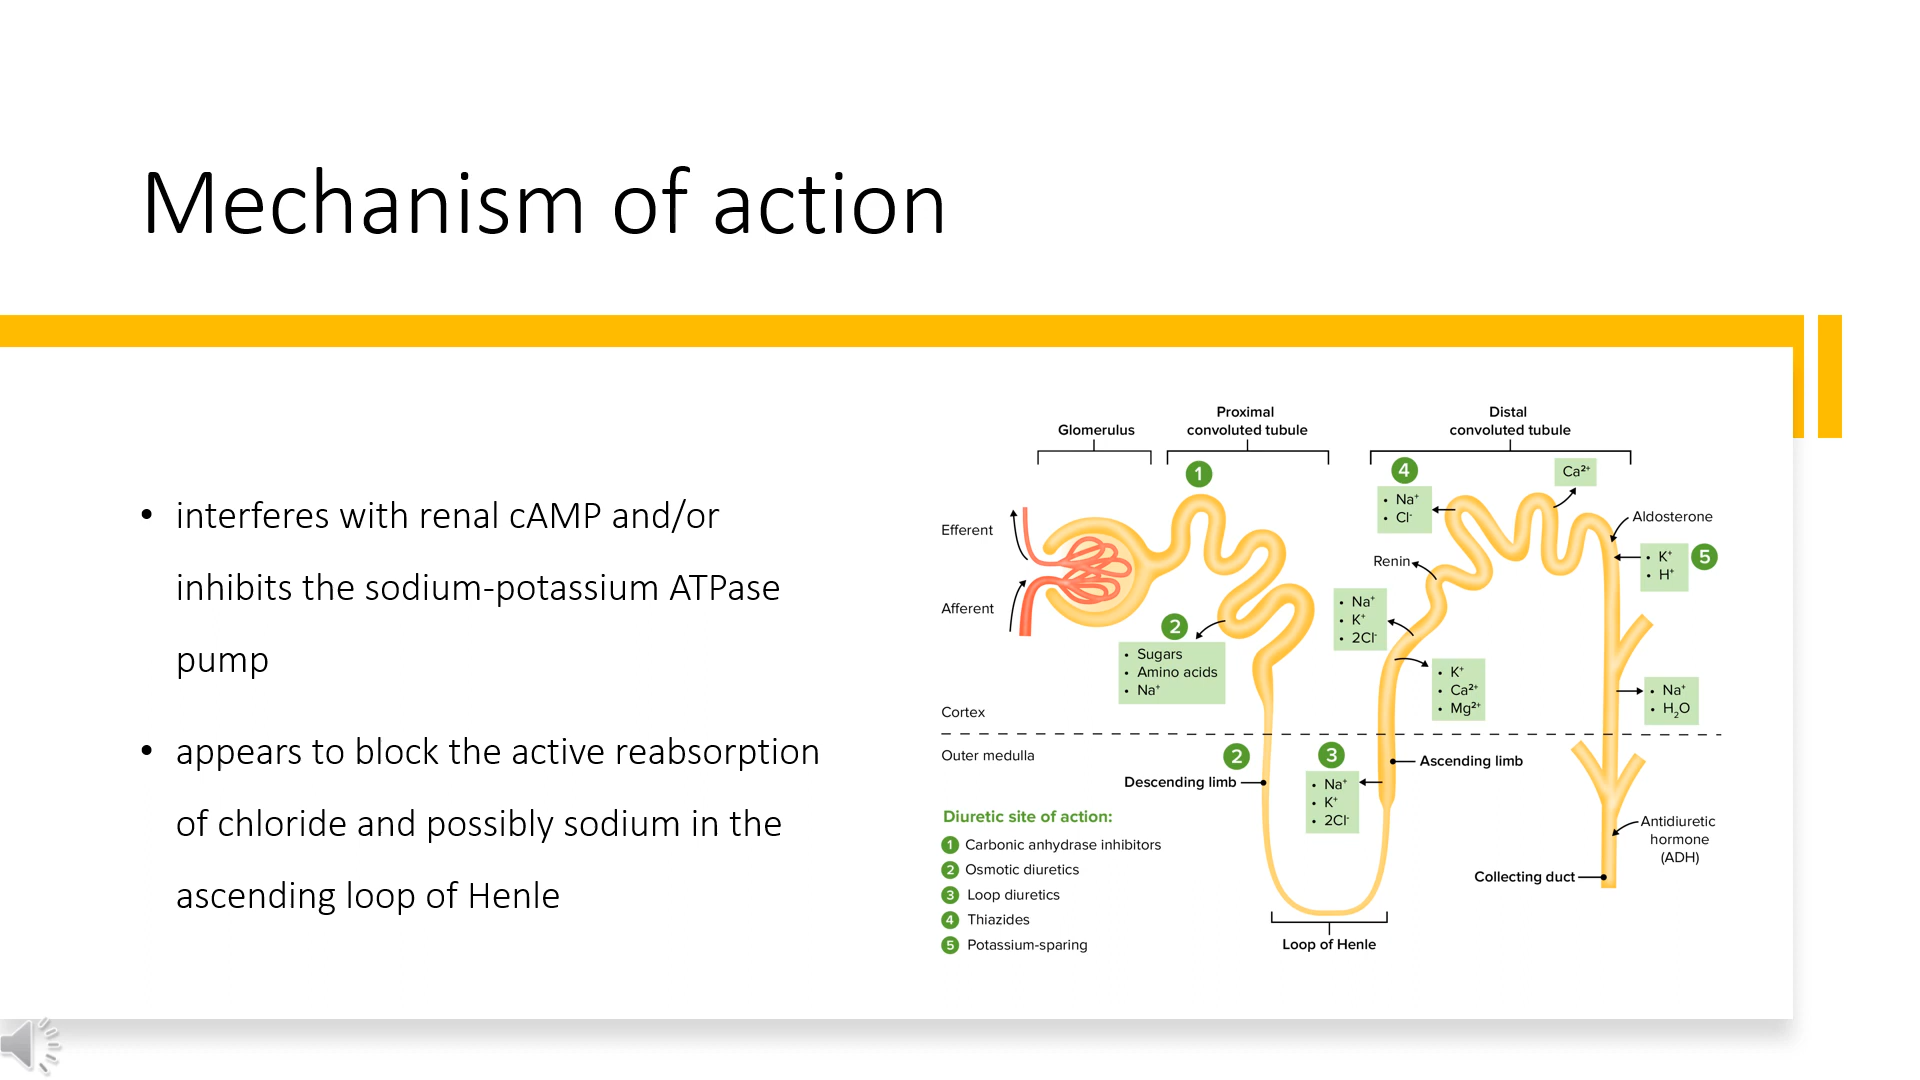 Mechanism of action
• interferes with renal cAMP and/or
inhibits the sodium-potassium ATPase
pump
• appears to block the active reabsorption
of chloride and possibly sodium in the
ascending loop of Henle
Glomerulus
Proximal
convoluted tubule
Distal
convoluted tubule
1
4
• Na⁺
• Cl⁻
Ca²⁺
Aldosterone
Efferent
Renin
• K⁺
• H⁺
5
Afferent
2
• Sugars
• Amino acids
• Na⁺
• Na⁺
• K⁺
• 2Cl⁻
• K⁺
• Ca²⁺
• Mg²⁺
• Na⁺
• H₂O
Cortex
Outer medulla
2
Descending limb
3
• Na⁺
• K⁺
• 2Cl⁻
Ascending limb
Antidiuretic
hormone
(ADH)
Collecting duct
Loop of Henle
Diuretic site of action:
1 Carbonic anhydrase inhibitors
2 Osmotic diuretics
3 Loop diuretics
4 Thiazides
5 Potassium-sparing